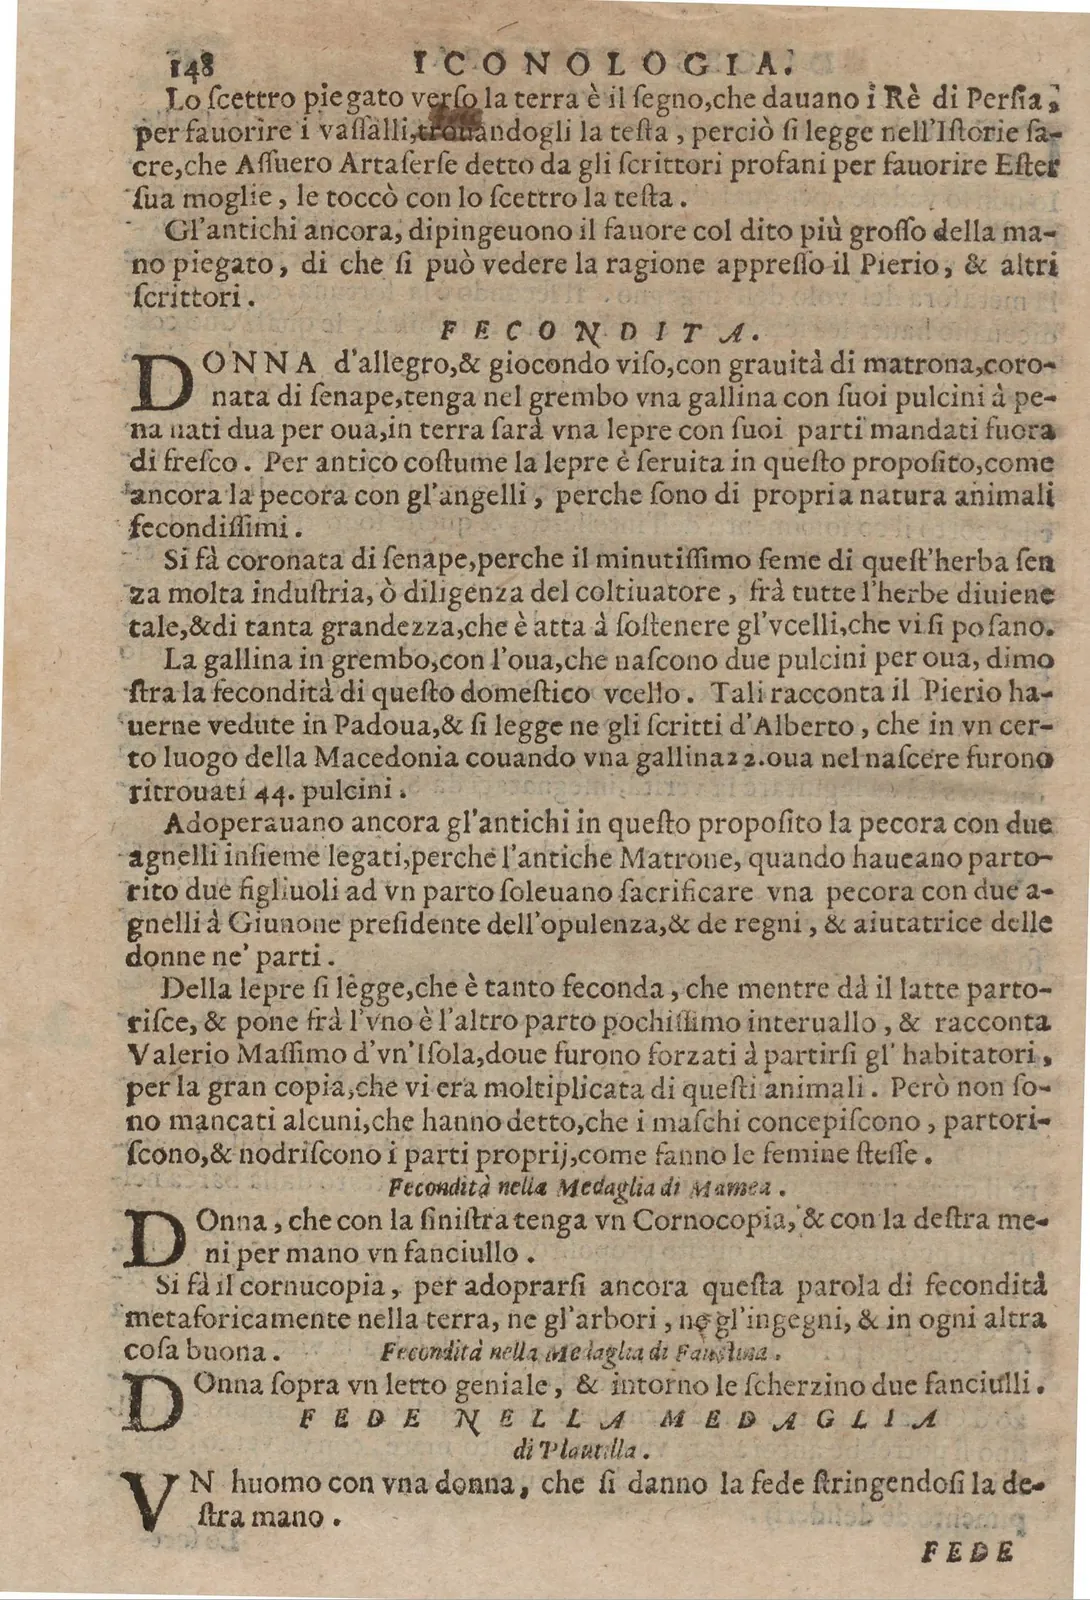 148 ICONOLOGIA.
Lo ſcettro piegato verſo la terra è il ſegno,che dauano i Rè di Perſia,
per fauorire i vaſſalli, la teſta , perciò ſi legge nell'Iſtorie ſa-
cre,che Aſſuero Artaſerſe detto da gli ſcrittori profani per fauorire Eſter
ſua moglie , le toccò con lo ſcettro la teſta .
Gl'antichi ancora, dipingeuono il fauore col dito più groſſo della ma-
no piegato , di che ſi può vedere la ragione appreſſo il Pierio , & altri
ſcrittori .
FECONDITA.
DONNA d'allegro,& giocondo viſo,con grauità di matrona,coro-
nata di ſenape,tenga nel grembo vna gallina con ſuoi pulcini à pe-
na nati dua per oua,in terra ſarà vna lepre con ſuoi parti mandati fuora
di freſco . Per antico coſtume la lepre è ſeruita in queſto propoſito,come
ancora la pecora con gl'angelli , perche ſono di propria natura animali
fecondiſſimi .
Si fà coronata di ſenape,perche il minutiſſimo ſeme di queſt'herba ſen
za molta induſtria, ò diligenza del coltiuatore , frà tutte l'herbe diuiene
tale,&di tanta grandezza,che è atta à ſoſtenere gl'vcelli,che vi ſi poſano.
La gallina in grembo,con l'oua,che naſcono due pulcini per oua, dimo
ſtra la fecondità di queſto domeſtico vcello . Tali racconta il Pierio ha-
uerne vedute in Padoua,& ſi legge ne gli ſcritti d'Alberto , che in vn cer-
to luogo della Macedonia couando vna gallina 22.oua nel naſcere furono
ritrouati 44. pulcini .
Adoperauano ancora gl'antichi in queſto propoſito la pecora con due
agnelli inſieme legati,perche l'antiche Matrone, quando haueano parto-
rito due figliuoli ad vn parto ſoleuano ſacrificare vna pecora con due a-
gnelli à Giunone preſidente dell'opulenza,& de regni , & aiutatrice delle
donne ne' parti .
Della lepre ſi legge,che è tanto feconda , che mentre dà il latte parto-
riſce, & pone frà l'vno è l'altro parto pochiſſimo interuallo , & racconta
Valerio Maſſimo d'vn'Iſola,doue furono forzati à partirſi gl' habitatori ,
per la gran copia,che vi era moltiplicata di queſti animali . Però non ſo-
no mancati alcuni,che hanno detto,che i maſchi concepiſcono , partori-
ſcono,& nodriſcono i parti proprij,come fanno le femine ſteſſe .
Fecondità nella Medaglia di Mamea .
DOnna , che con la ſiniſtra tenga vn Cornocopia, & con la deſtra me-
ni per mano vn fanciullo .
Si fà il cornucopia , per adoprarſi ancora queſta parola di fecondità
metaforicamente nella terra, ne gl'arbori , ne gl'ingegni, & in ogni altra
coſa buona . Fecondità nella Medaglia di Fauſtina .
DOnna ſopra vn letto geniale , & intorno le ſcherzino due fanciulli .
FEDE NELLA MEDAGLIA
di Plautilla .
VN huomo con vna donna , che ſi danno la fede ſtringendoſi la de-
ſtra mano .
FEDE